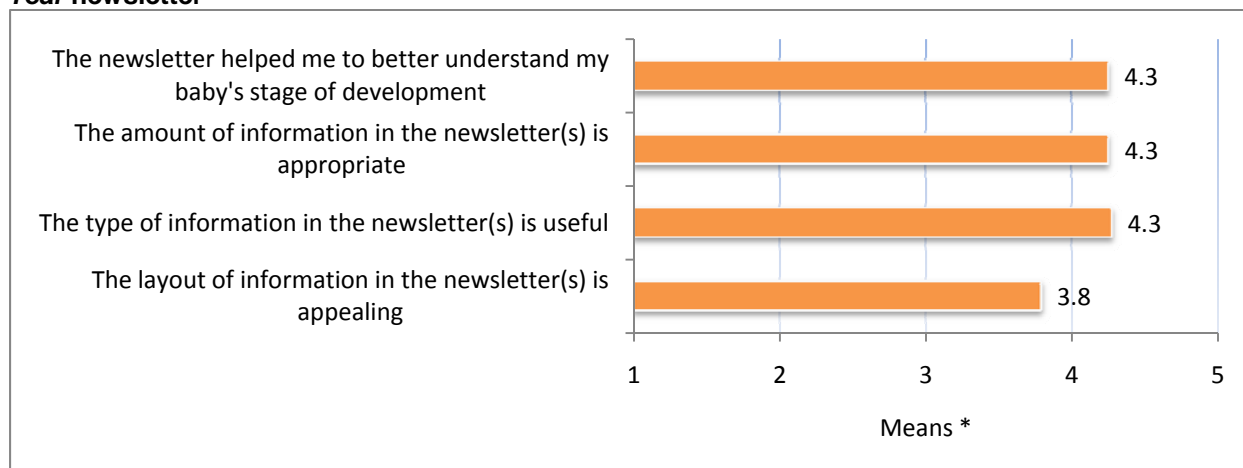 newsletter
The newsletter helped me to better understand my
baby's stage of development
4.3
The amount of information in the newsletter(s) is
appropriate
4.3
The type of information in the newsletter(s) is useful
4.3
The layout of information in the newsletter(s) is
appealing
3.8
1 2 3 4 5
Means *